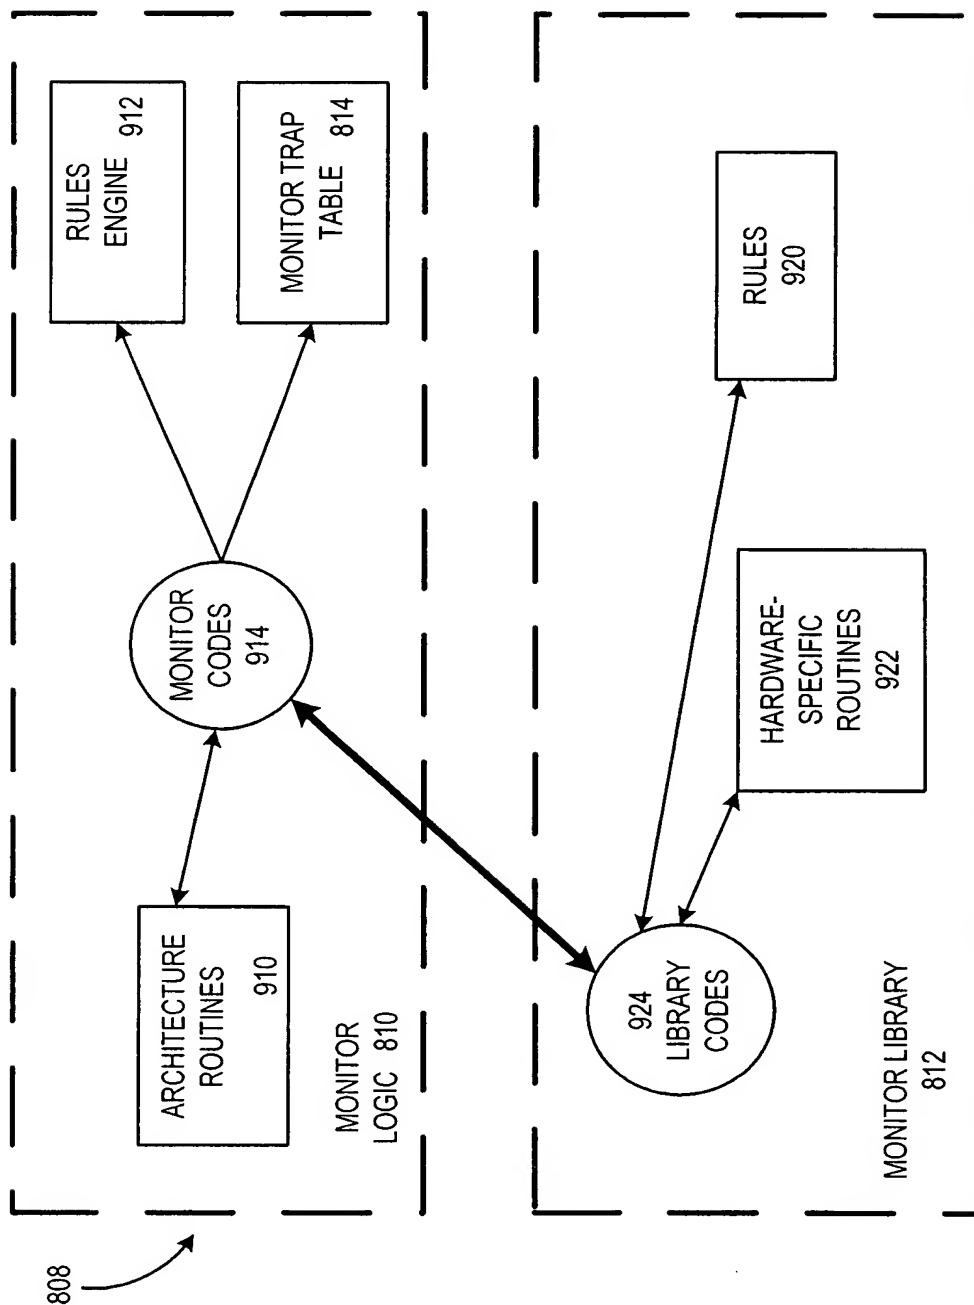 808
ARCHITECTURE
ROUTINES
910
MONITOR
LOGIC 810
MONITOR
CODES
914
RULES
ENGINE
912
MONITOR TRAP
TABLE
814
924
LIBRARY
CODES
HARDWARE-
SPECIFIC
ROUTINES
922
RULES
920
MONITOR LIBRARY
812